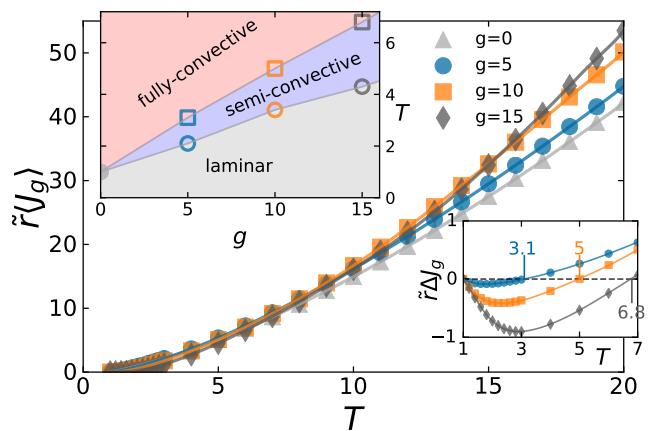 50
40
30
20
10
0
r̃⟨J_g⟩
0
5
10
15
20
T
g=0
g=5
g=10
g=15
fully-convective
semi-convective
laminar
6
4
2
0
T
0
5
10
15
g
3.1
5
6.8
0
−1
r̃ΔJ_g
1
3
5
7
T